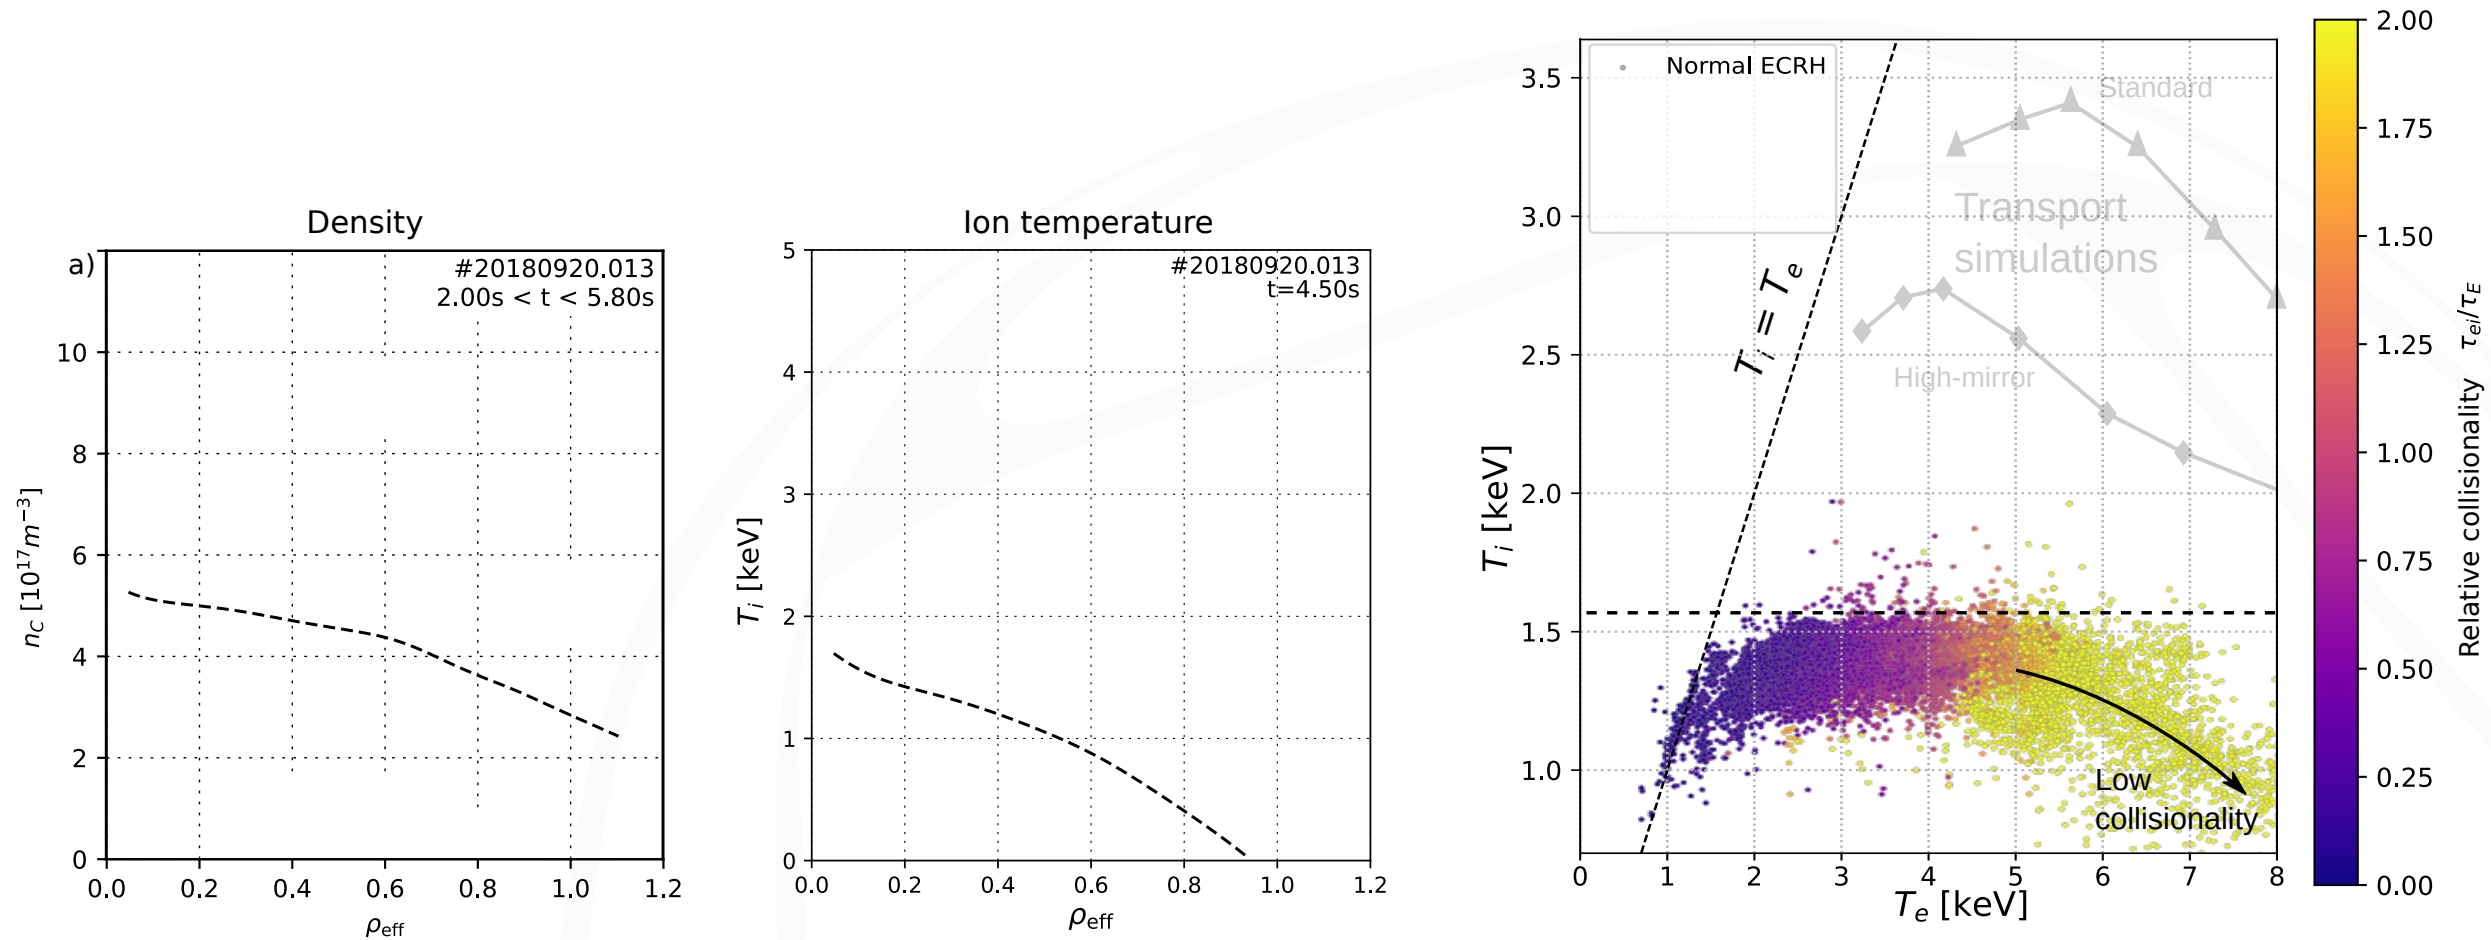 Density
a)
#20180920.013
2.00s < t < 5.80s
10
8
6
4
2
0
n_C [10^17 m^−3]
0.0 0.2 0.4 0.6 0.8 1.0 1.2
ρ_eff
Ion temperature
#20180920.013
t=4.50s
5
4
3
2
1
0
T_i [keV]
0.0 0.2 0.4 0.6 0.8 1.0 1.2
ρ_eff
Normal ECRH
T_i = T_e
Standard
Transport
simulations
High-mirror
Low
collisionality
3.5
3.0
2.5
2.0
1.5
1.0
T_i [keV]
0 1 2 3 4 5 6 7 8
T_e [keV]
2.00
1.75
1.50
1.25
1.00
0.75
0.50
0.25
0.00
Relative collisionality τ_ei/τ_E